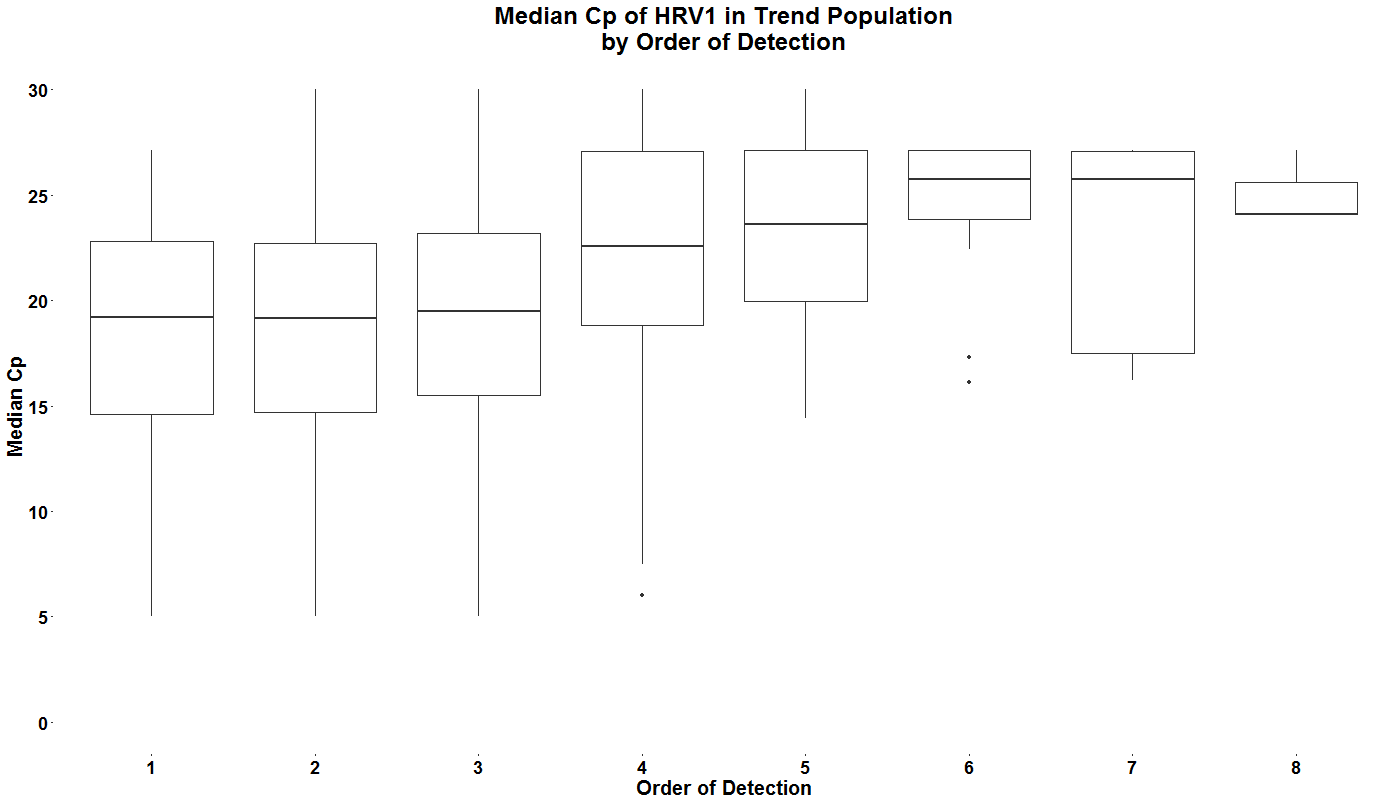 Median Cp of HRV1 in Trend Population
by Order of Detection
30
25
20
15
10
5
0
Median Cp
1 2 3 4 5 6 7 8
Order of Detection